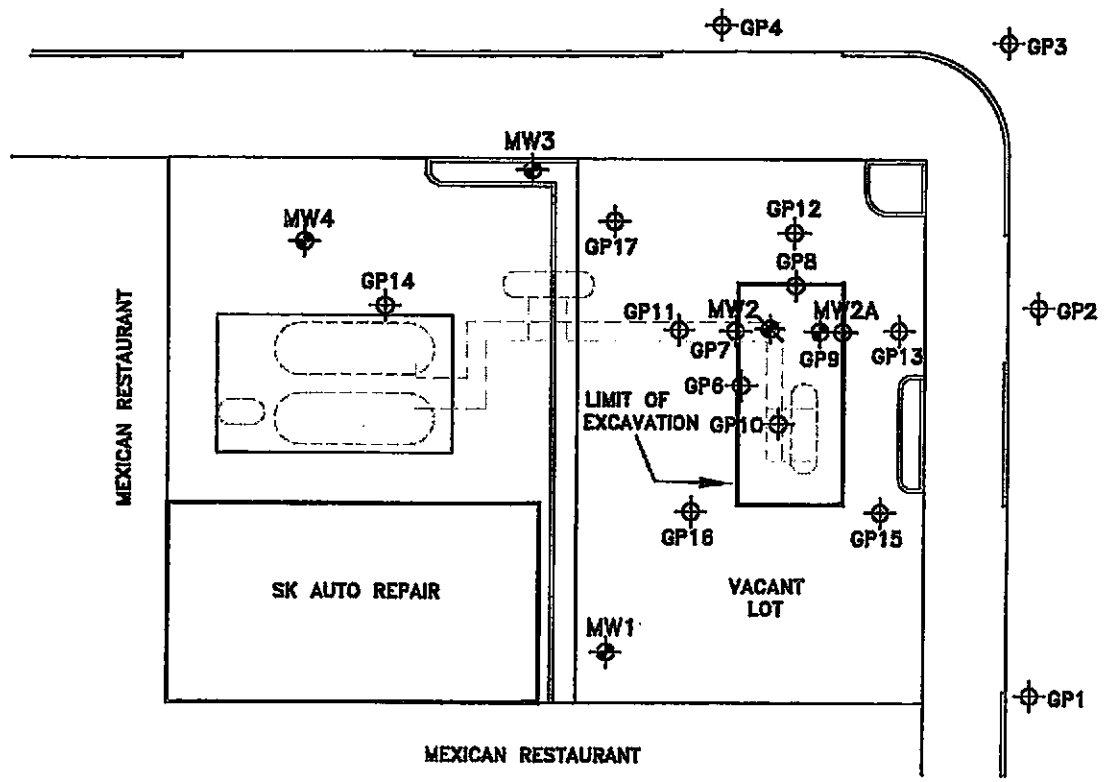 GP4
GP3
MW3
MW4
GP17
GP12
GP8
GP14
GP11
MW2
MW2A
GP2
GP7
GP9
GP13
GP6
LIMIT OF
EXCAVATION
GP10
MEXICAN RESTAURANT
GP16
GP15
SK AUTO REPAIR
VACANT
LOT
MW1
GP1
MEXICAN RESTAURANT